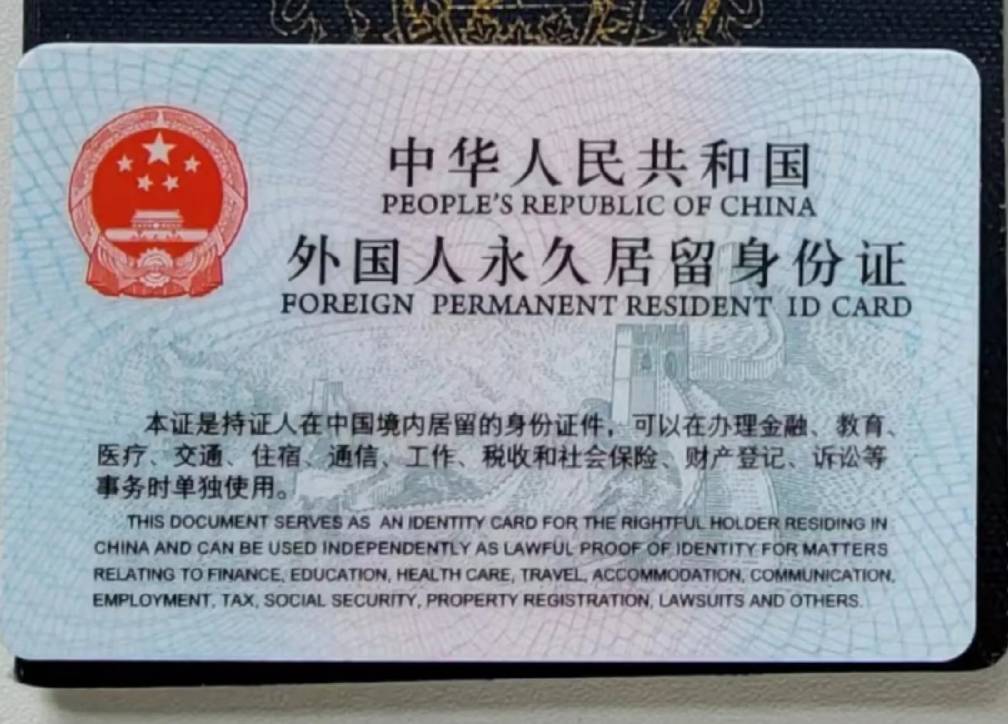 中华人民共和国
PEOPLE'S REPUBLIC OF CHINA
外国人永久居留身份证
FOREIGN PERMANENT RESIDENT ID CARD
本证是持证人在中国境内居留的身份证件，可以在办理金融、教育、
医疗、交通、住宿、通信、工作、税收和社会保险、财产登记、诉讼等
事务时单独使用。
THIS DOCUMENT SERVES AS AN IDENTITY CARD FOR THE RIGHTFUL HOLDER RESIDING IN
CHINA AND CAN BE USED INDEPENDENTLY AS LAWFUL PROOF OF IDENTITY FOR MATTERS
RELATING TO FINANCE, EDUCATION, HEALTH CARE, TRAVEL, ACCOMMODATION, COMMUNICATION,
EMPLOYMENT, TAX, SOCIAL SECURITY, PROPERTY REGISTRATION, LAWSUITS AND OTHERS.